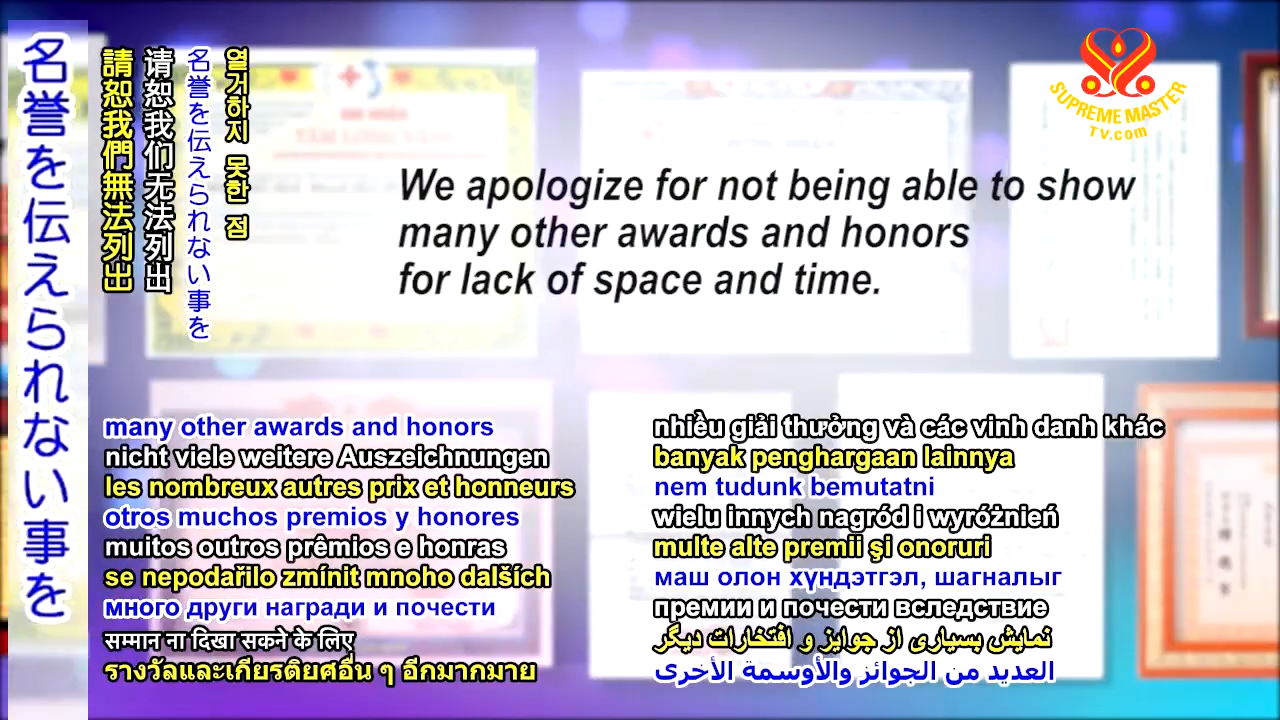 名誉を伝えられない事を
請恕我們無法列出
请恕我们无法列出
名誉を伝えられない事を
열거하지 못한 점
SUPREME MASTER
TV.com
We apologize for not being able to show
many other awards and honors
for lack of space and time.
many other awards and honors
nicht viele weitere Auszeichnungen
les nombreux autres prix et honneurs
otros muchos premios y honores
muitos outros prêmios e honras
se nepodařilo zmínit mnoho dalších
много други награди и почести
सम्मान ना दिखा सकने के लिए
รางวัลและเกียรติยศอื่น ๆ อีกมากมาย
nhiều giải thưởng và các vinh danh khác
banyak penghargaan lainnya
nem tudunk bemutatni
wielu innych nagród i wyróżnień
multe alte premii şi onoruri
маш олон хүндэтгэл, шагналыг
премии и почести вследствие
نمایش بسیاری از جوایز و افتخارات دیگر
العديد من الجوائز والأوسمة الأخرى